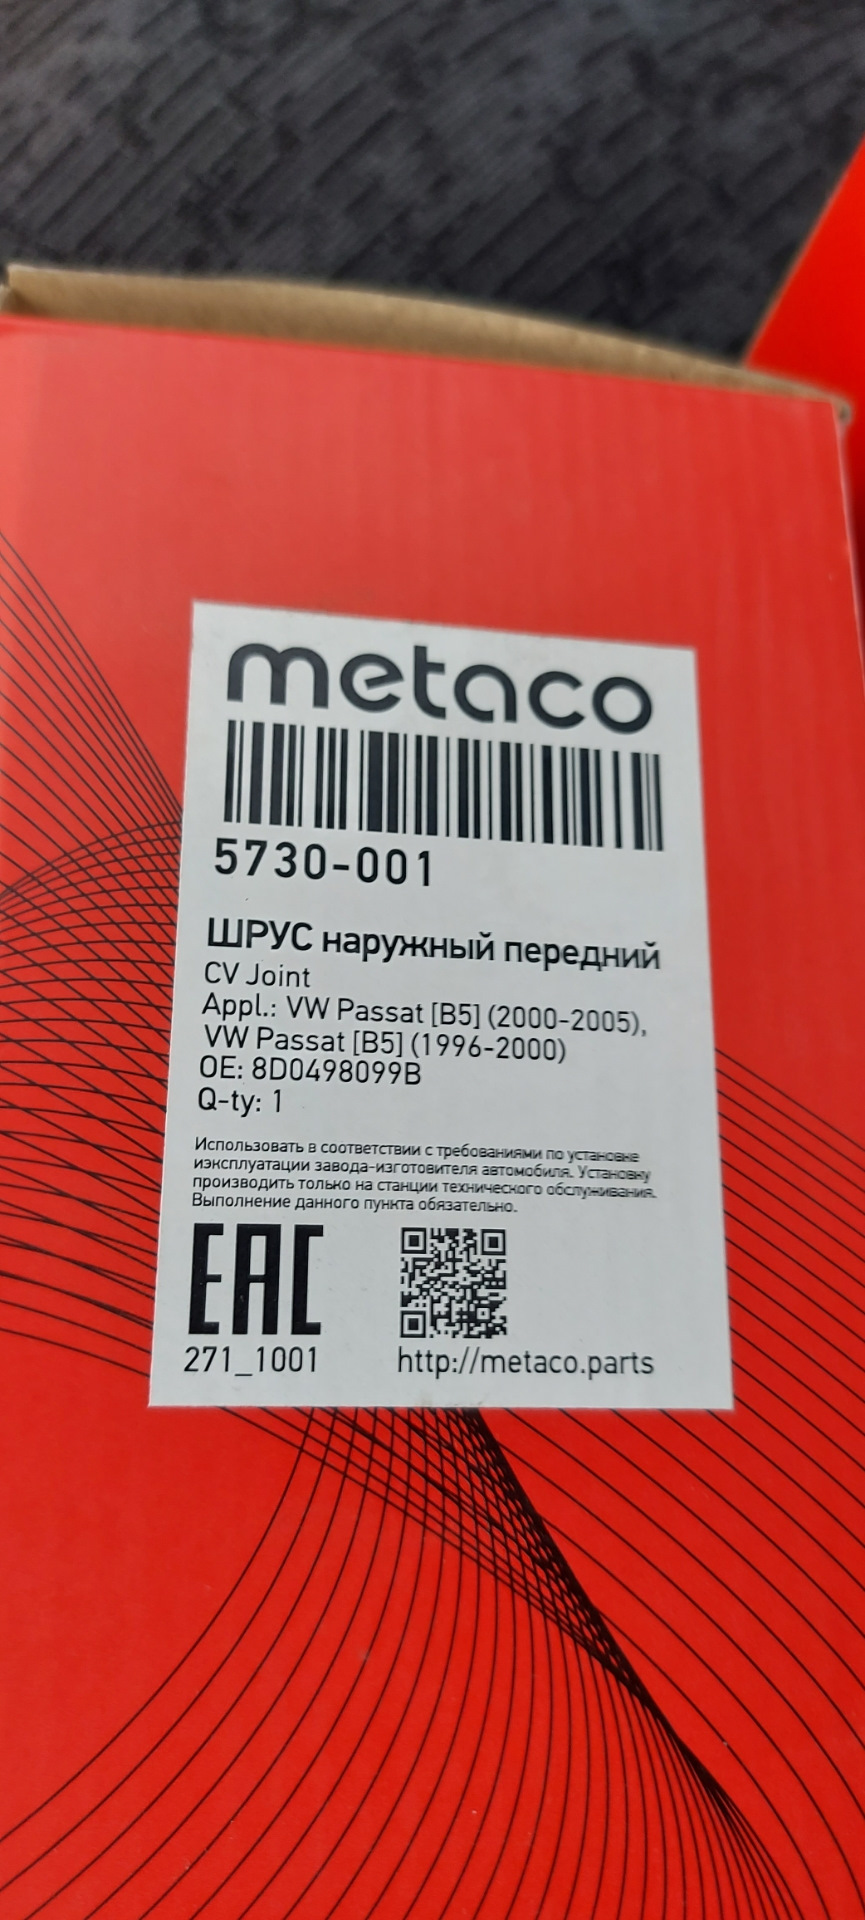 metaco
5730-001
ШРУС наружный передний
CV Joint
Appl.: VW Passat [B5] (2000-2005),
VW Passat [B5] (1996-2000)
OE: 8D0498099B
Q-ty: 1
Использовать в соответствии с требованиями по установке
иэксплуатации завода-изготовителя автомобиля. Установку
производить только на станции технического обслуживания.
Выполнение данного пункта обязательно.
EAC
271_1001
http://metaco.parts